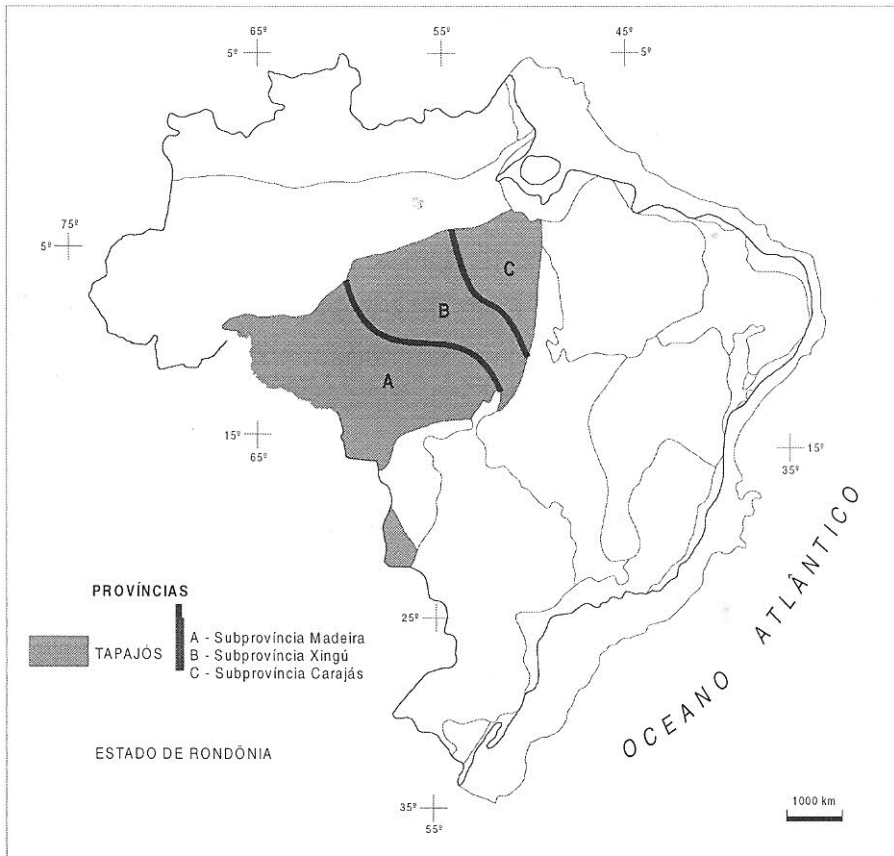 65º
55º
45º
5º
5º
75º
5º
C
B
A
15º
65º
15º
35º
OCEANO ATLÂNTICO
PROVÍNCIAS
A - Subprovíncia Madeira
TAPAJÓS
B - Subprovíncia Xingú
C - Subprovíncia Carajás
25º
ESTADO DE RONDÔNIA
35º
55º
1000 km